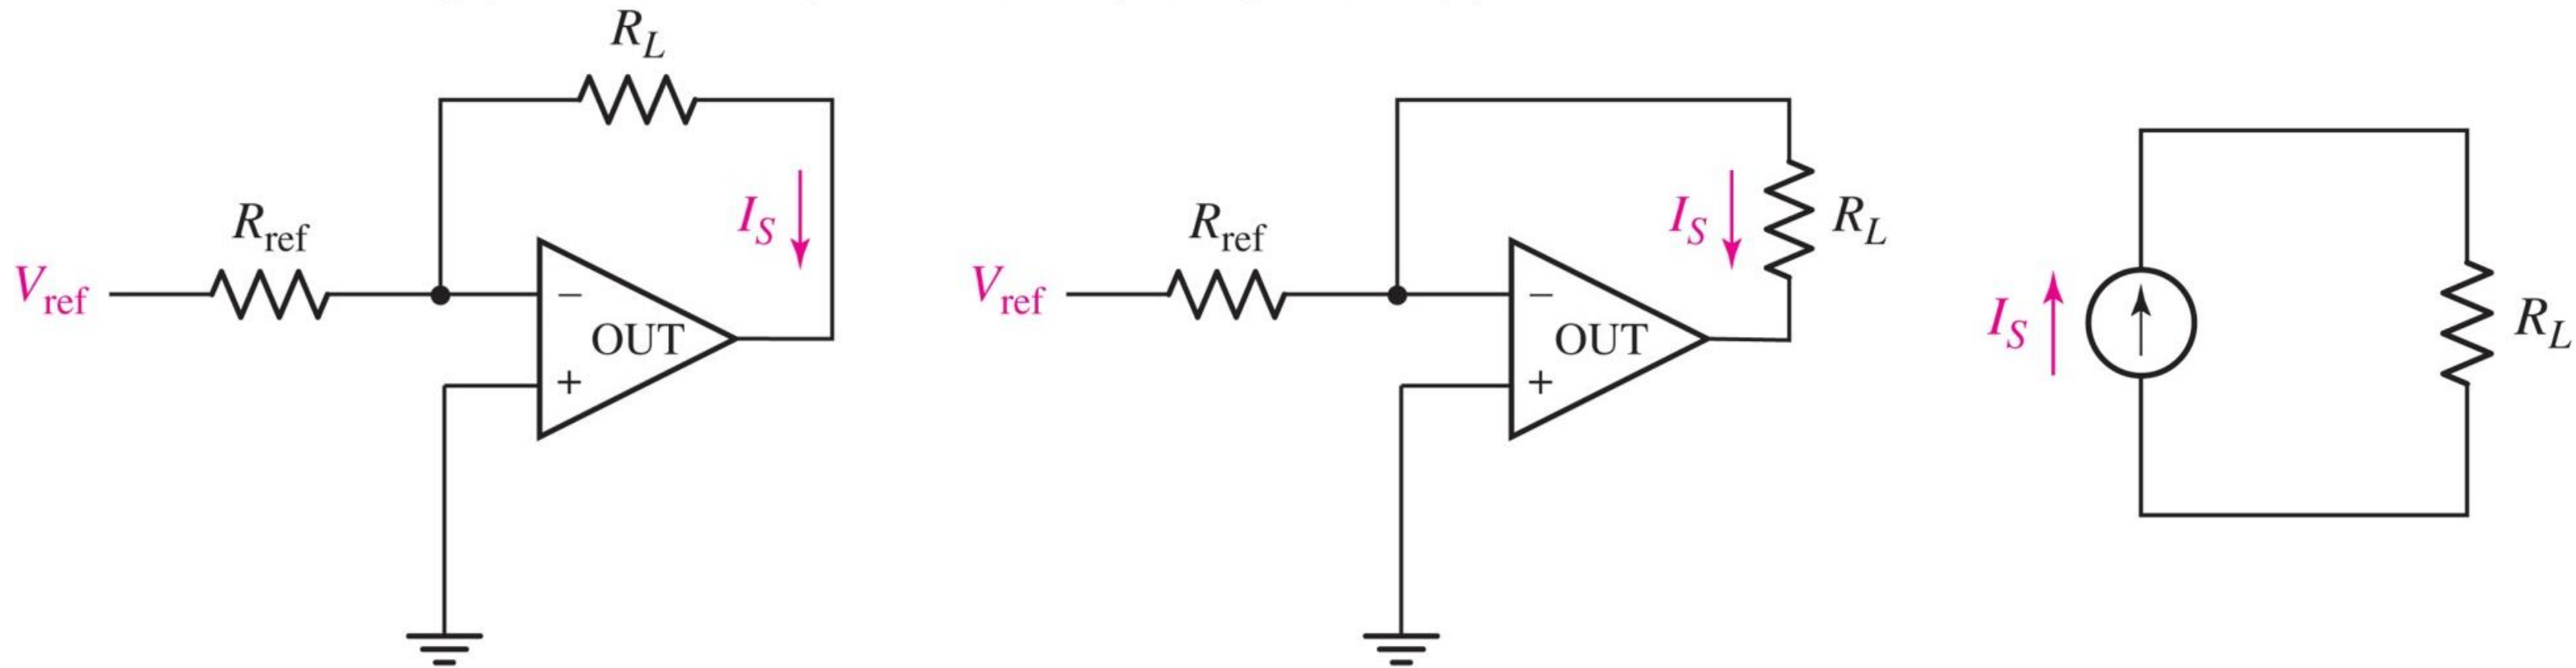 R_L
I_S
R_ref
V_ref
−
OUT
+
R_L
I_S
R_ref
V_ref
−
OUT
+
I_S
R_L